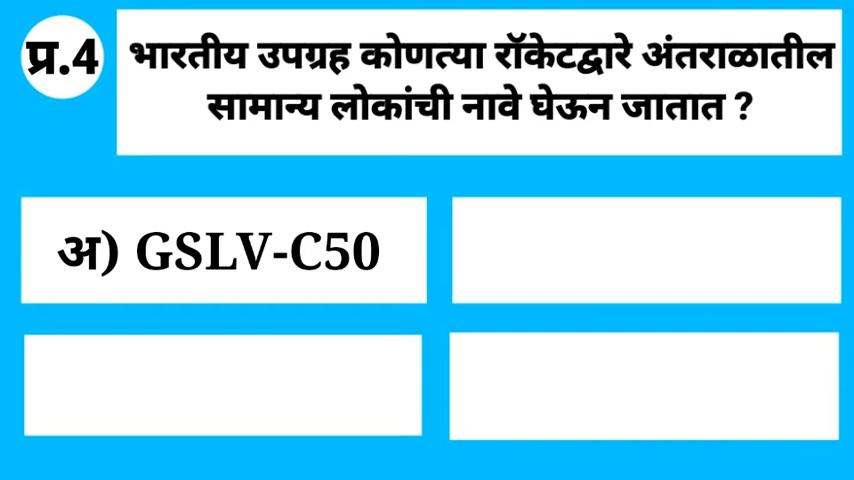 प्र.4
भारतीय उपग्रह कोणत्या रॉकेटद्वारे अंतराळातील
सामान्य लोकांची नावे घेऊन जातात ?
अ) GSLV-C50